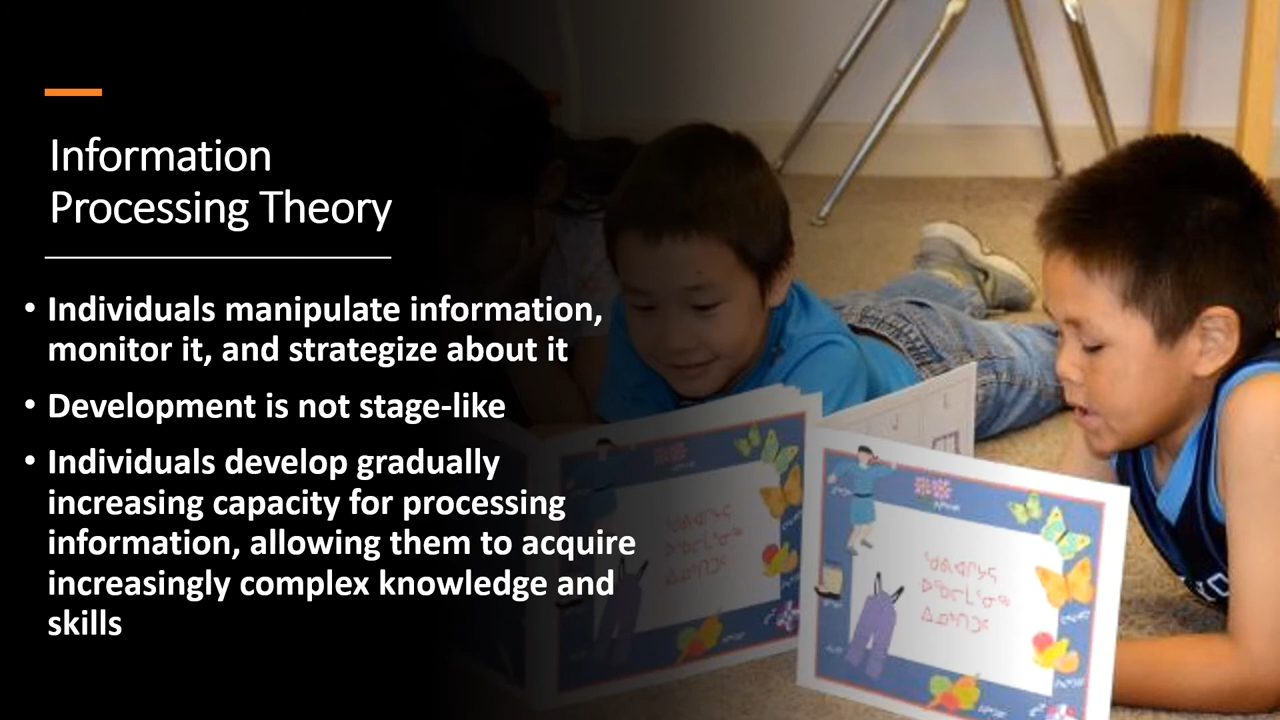 Information
Processing Theory
• Individuals manipulate information,
monitor it, and strategize about it
• Development is not stage-like
• Individuals develop gradually
increasing capacity for processing
information, allowing them to acquire
increasingly complex knowledge and
skills